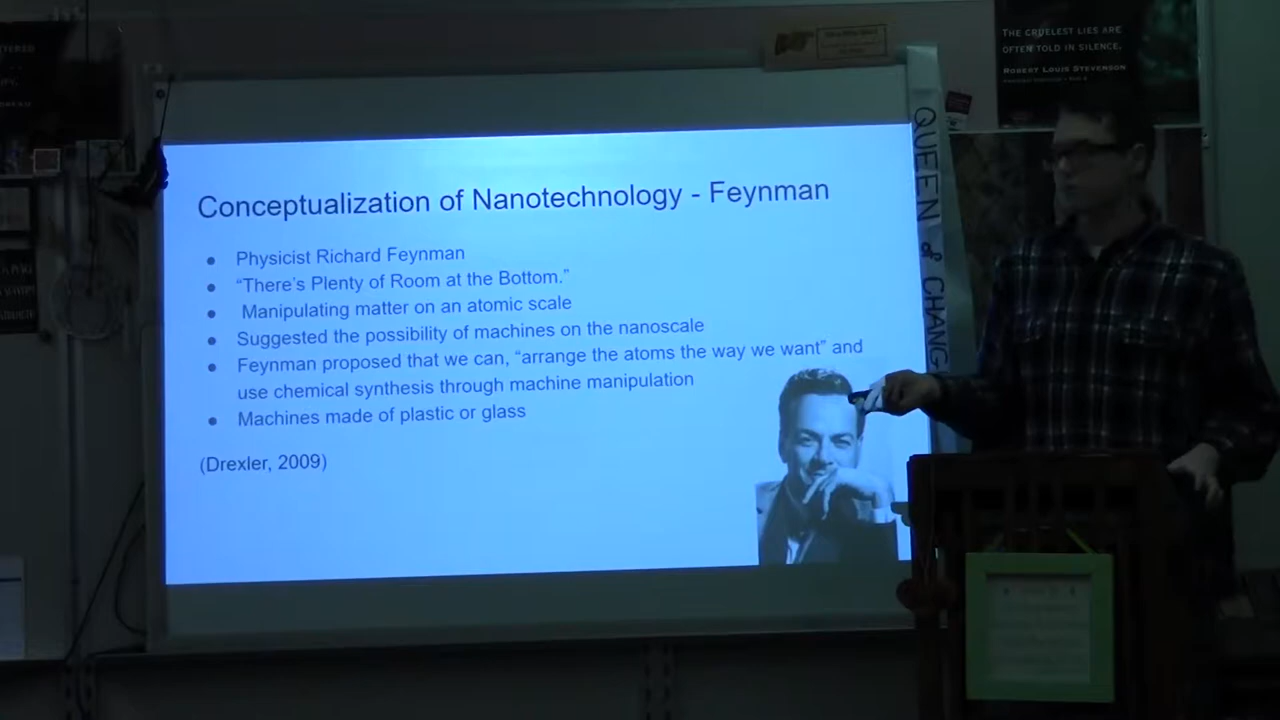 THE CRUELEST LIES ARE
OFTEN TOLD IN SILENCE.
ROBERT LOUIS STEVENSON
QUEEN of CHANG
Conceptualization of Nanotechnology - Feynman
● Physicist Richard Feynman
● “There’s Plenty of Room at the Bottom.”
● Manipulating matter on an atomic scale
● Suggested the possibility of machines on the nanoscale
● Feynman proposed that we can, “arrange the atoms the way we want” and
use chemical synthesis through machine manipulation
● Machines made of plastic or glass
(Drexler, 2009)